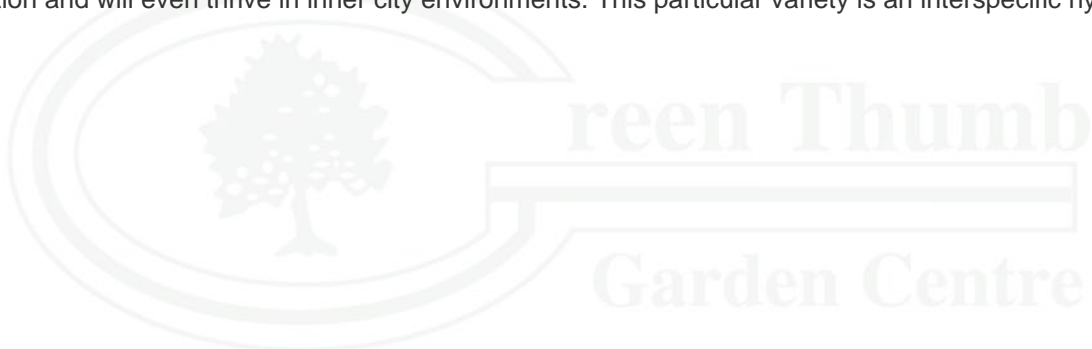 tion and will even thrive in inner city environments. This particular variety is an interspecific hy
reen Thumb
Garden Centre